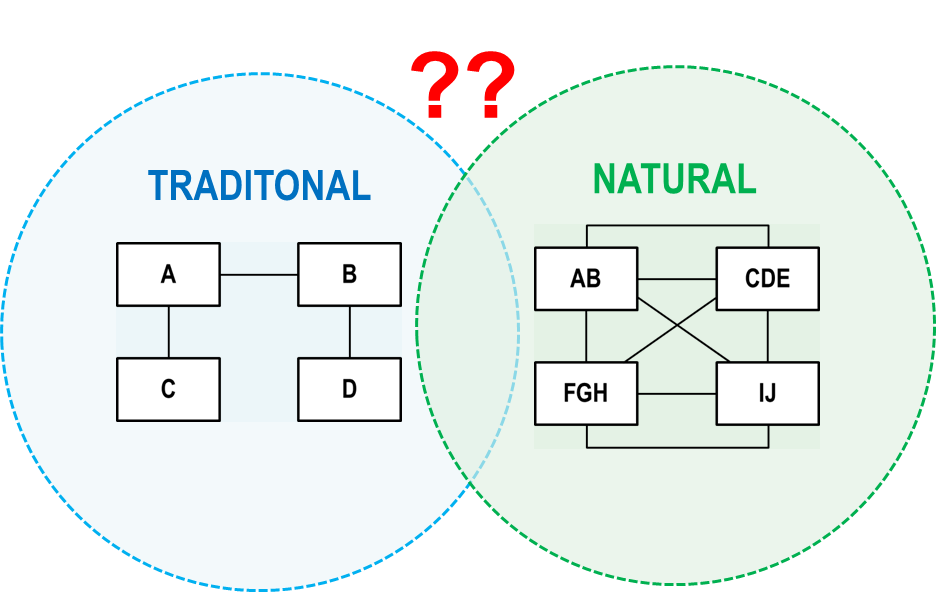 ??
TRADITONAL
NATURAL
A
B
C
D
AB
CDE
FGH
IJ